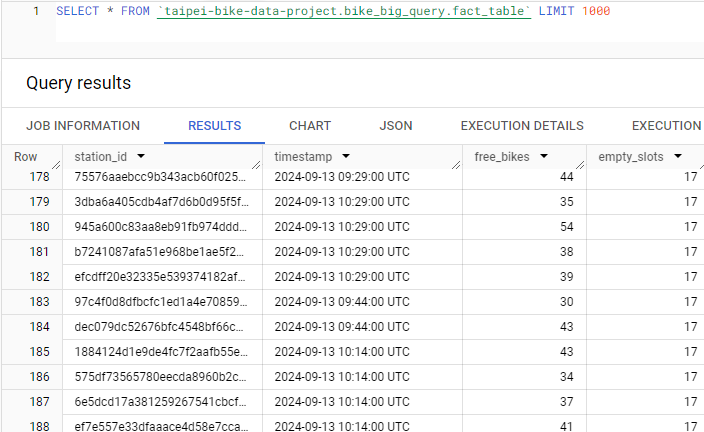 1 SELECT * FROM `taipei-bike-data-project.bike_big_query.fact_table` LIMIT 1000
Query results
JOB INFORMATION RESULTS CHART JSON EXECUTION DETAILS EXECUTION
Row station_id timestamp free_bikes empty_slots
178 75576aaebcc9b343acb60f025... 2024-09-13 09:29:00 UTC 44 17
179 3dba6a405cdb4af7d6b0d95f5f... 2024-09-13 10:29:00 UTC 35 17
180 945a600c83aa8eb91fb974ddd... 2024-09-13 10:29:00 UTC 54 17
181 b7241087afa51e968be1ae5f2... 2024-09-13 10:29:00 UTC 38 17
182 efcdff20e32335e539374182af... 2024-09-13 10:29:00 UTC 39 17
183 97c4f0d8dfbcfc1ed1a4e70859... 2024-09-13 09:44:00 UTC 30 17
184 dec079dc52676bfc4548bf66c... 2024-09-13 09:44:00 UTC 43 17
185 1884124d1e9de4fc7f2aafb55e... 2024-09-13 10:14:00 UTC 43 17
186 575df73565780eecda8960b2c... 2024-09-13 10:14:00 UTC 34 17
187 6e5dcd17a381259267541cbcf... 2024-09-13 10:14:00 UTC 37 17
188 ef7e557e33dfaaace4d58e7cca... 2024-09-13 10:14:00 UTC 41 17